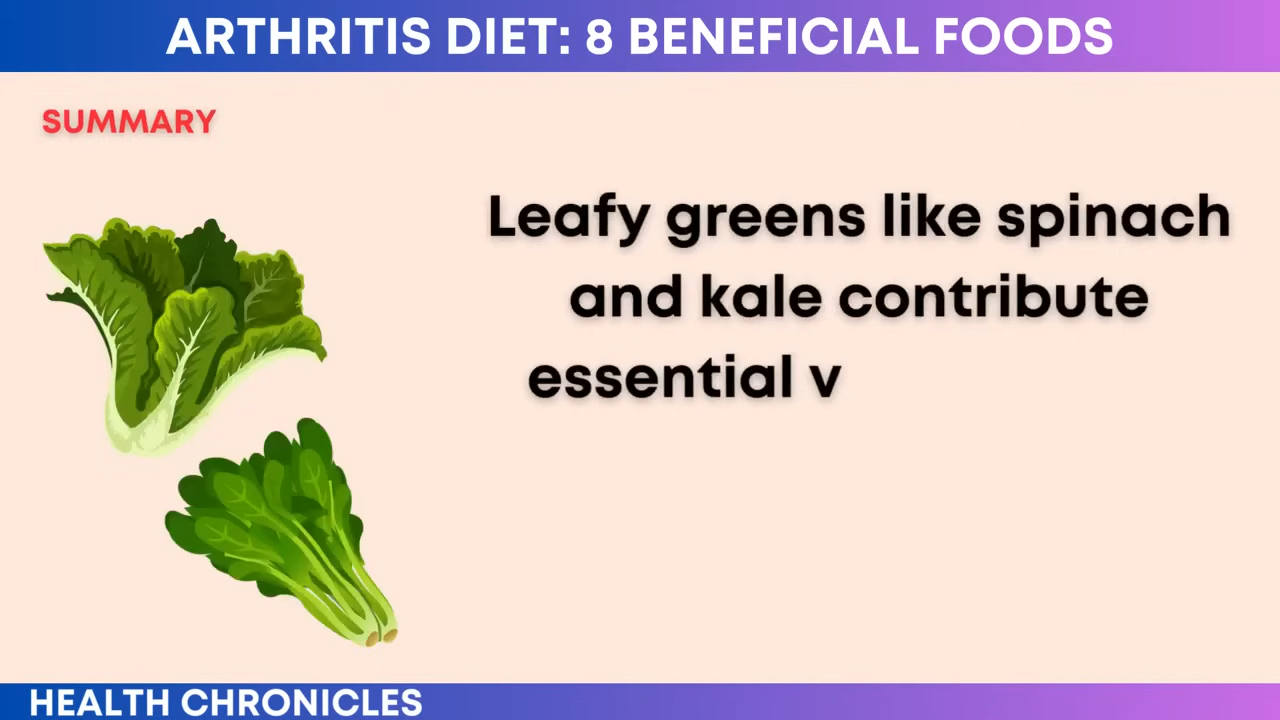 ARTHRITIS DIET: 8 BENEFICIAL FOODS
SUMMARY
Leafy greens like spinach
and kale contribute
essential v
HEALTH CHRONICLES